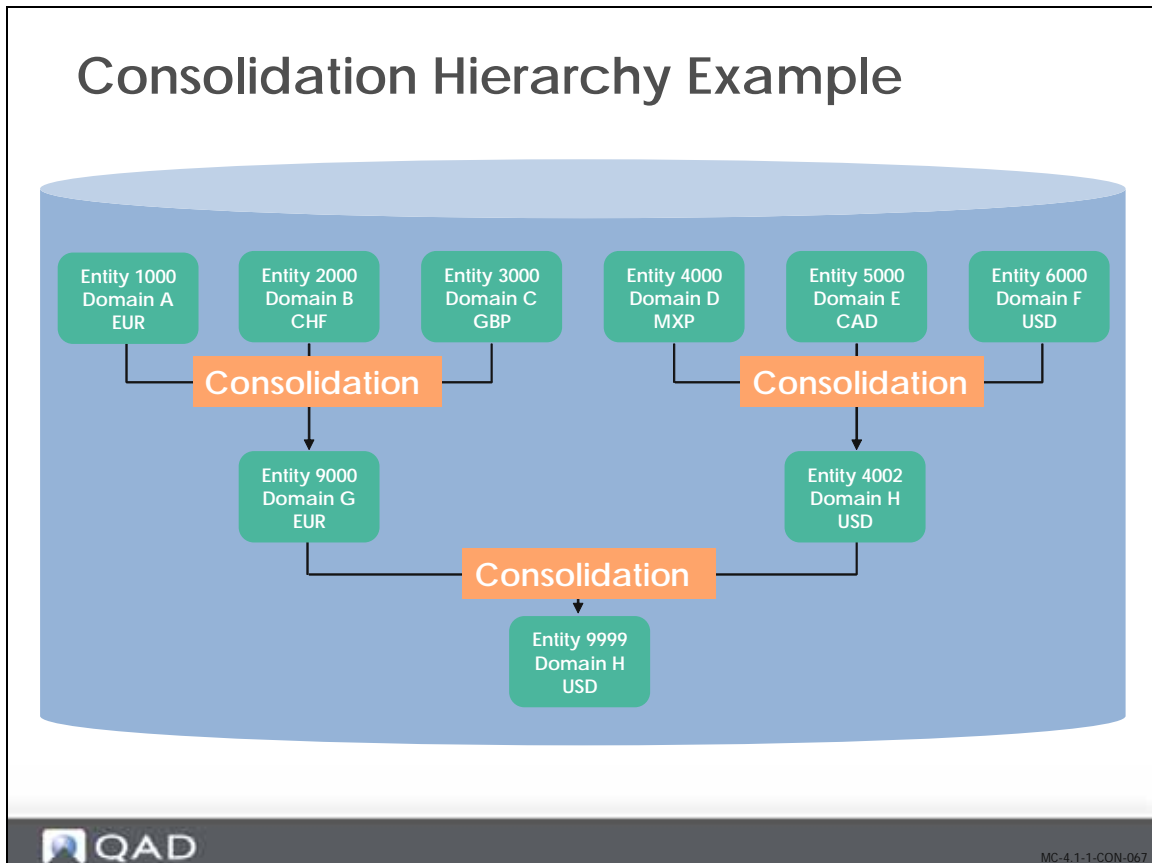 Consolidation Hierarchy Example
Entity 1000
Domain A
EUR
Entity 2000
Domain B
CHF
Entity 3000
Domain C
GBP
Entity 4000
Domain D
MXP
Entity 5000
Domain E
CAD
Entity 6000
Domain F
USD
Consolidation
Consolidation
Entity 9000
Domain G
EUR
Entity 4002
Domain H
USD
Consolidation
Entity 9999
Domain H
USD
QAD
MC-4.1-1-CON-067